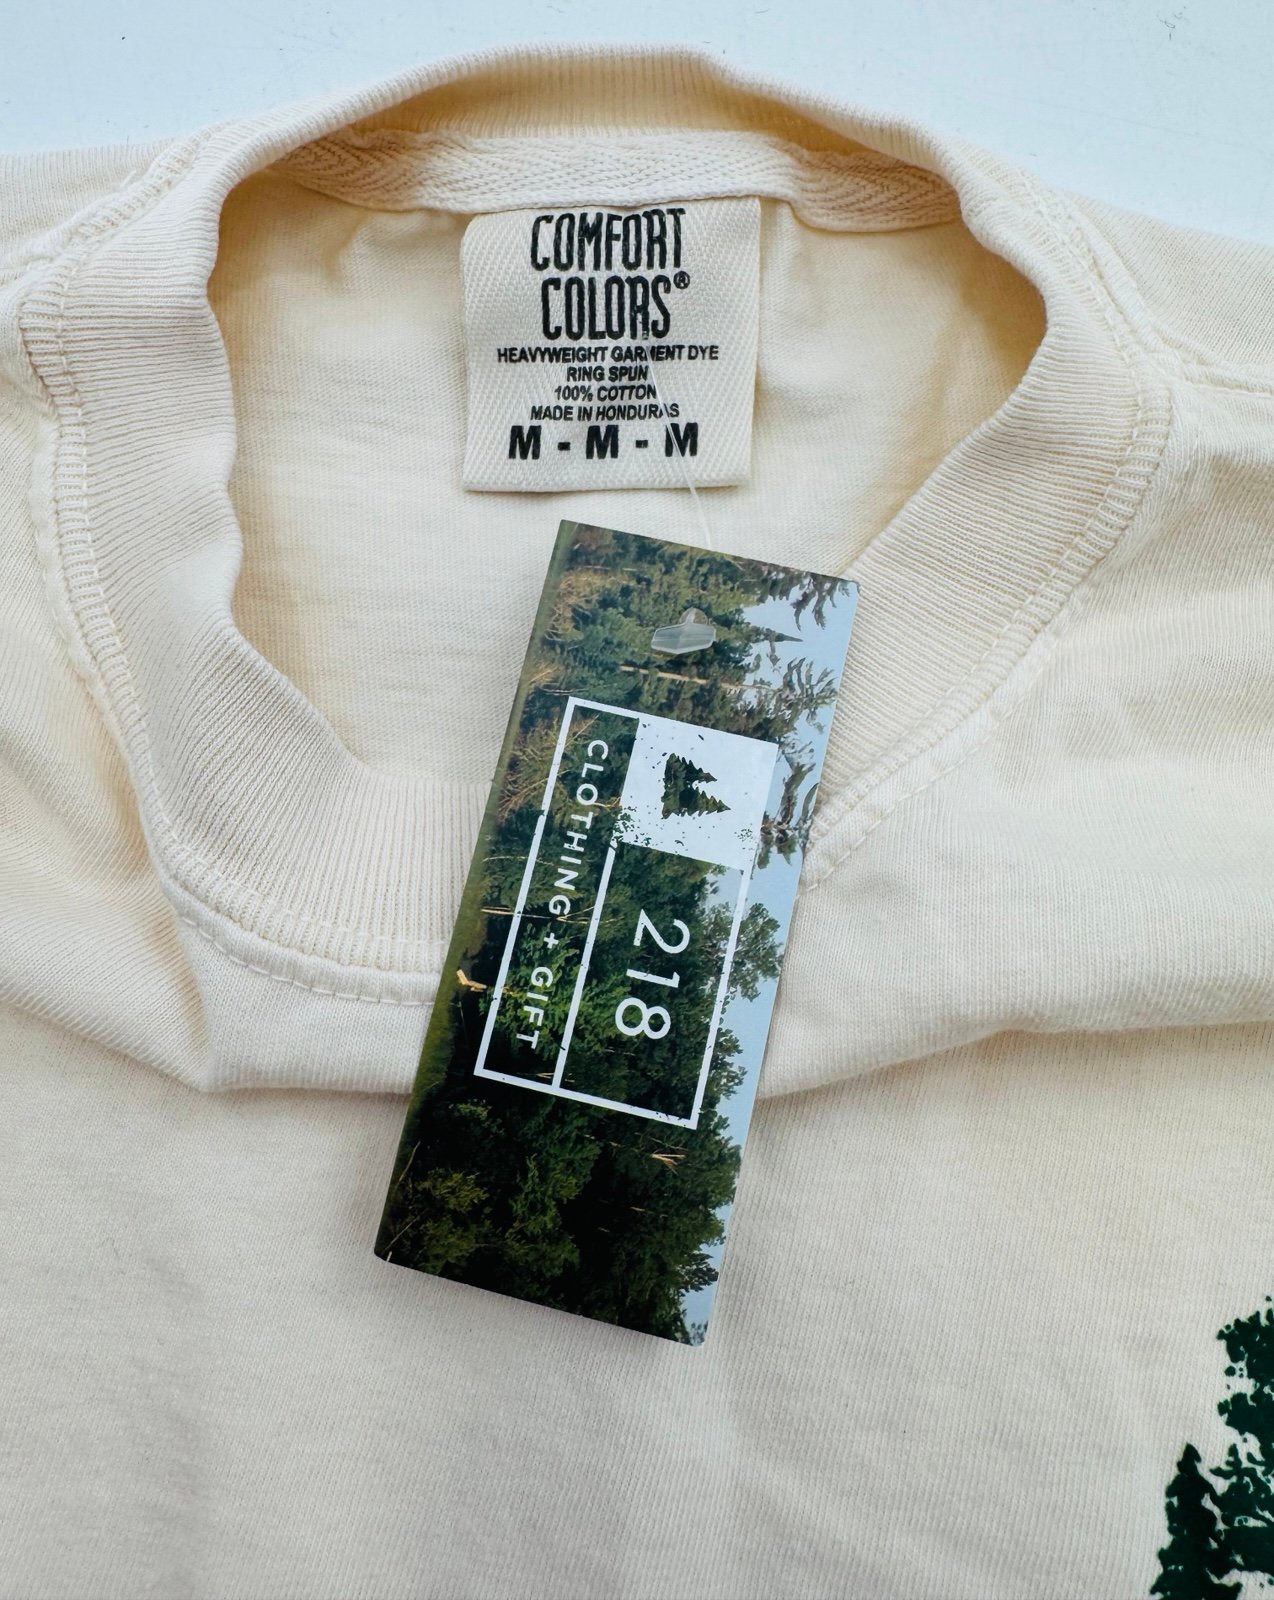 COMFORT
COLORS®
HEAVYWEIGHT GARMENT DYE
RING SPUN
100% COTTON
MADE IN HONDURAS
M - M - M
218
CLOTHING + GIFT